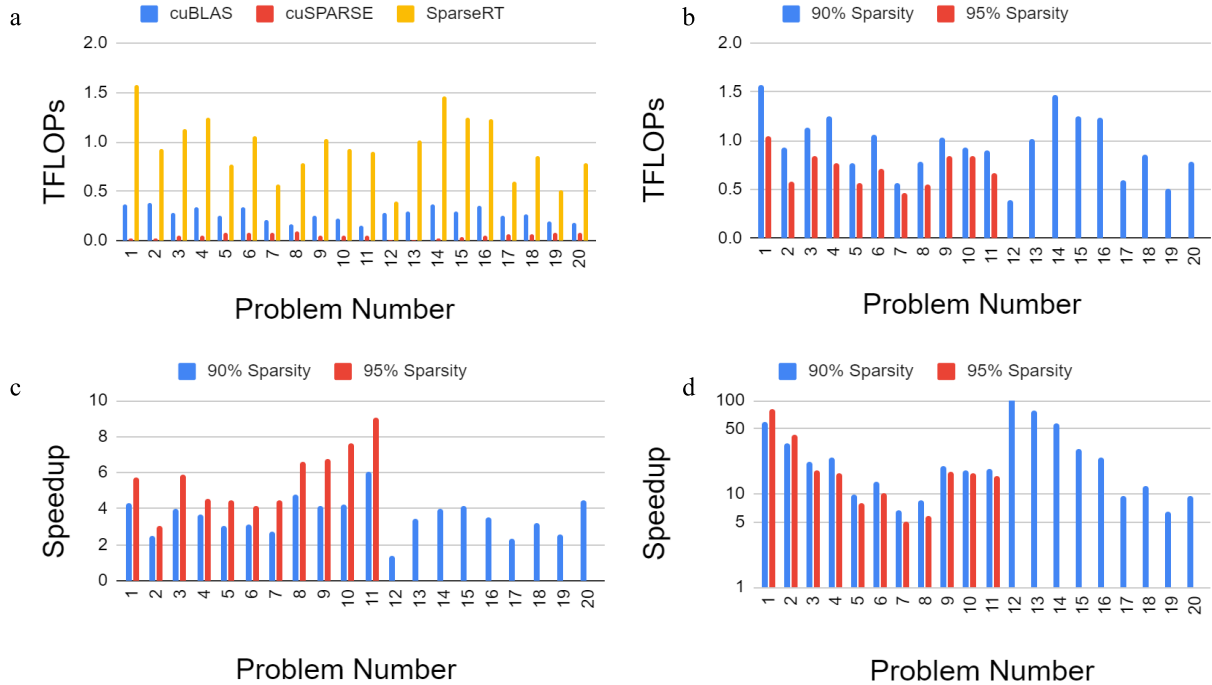 a
cuBLAS cuSPARSE SparseRT
TFLOPs
2.0
1.5
1.0
0.5
0.0
1 2 3 4 5 6 7 8 9 10 11 12 13 14 15 16 17 18 19 20
Problem Number
b
90% Sparsity 95% Sparsity
TFLOPs
2.0
1.5
1.0
0.5
0.0
1 2 3 4 5 6 7 8 9 10 11 12 13 14 15 16 17 18 19 20
Problem Number
c
90% Sparsity 95% Sparsity
Speedup
10
8
6
4
2
0
1 2 3 4 5 6 7 8 9 10 11 12 13 14 15 16 17 18 19 20
Problem Number
d
90% Sparsity 95% Sparsity
Speedup
100
50
10
5
1
1 2 3 4 5 6 7 8 9 10 11 12 13 14 15 16 17 18 19 20
Problem Number